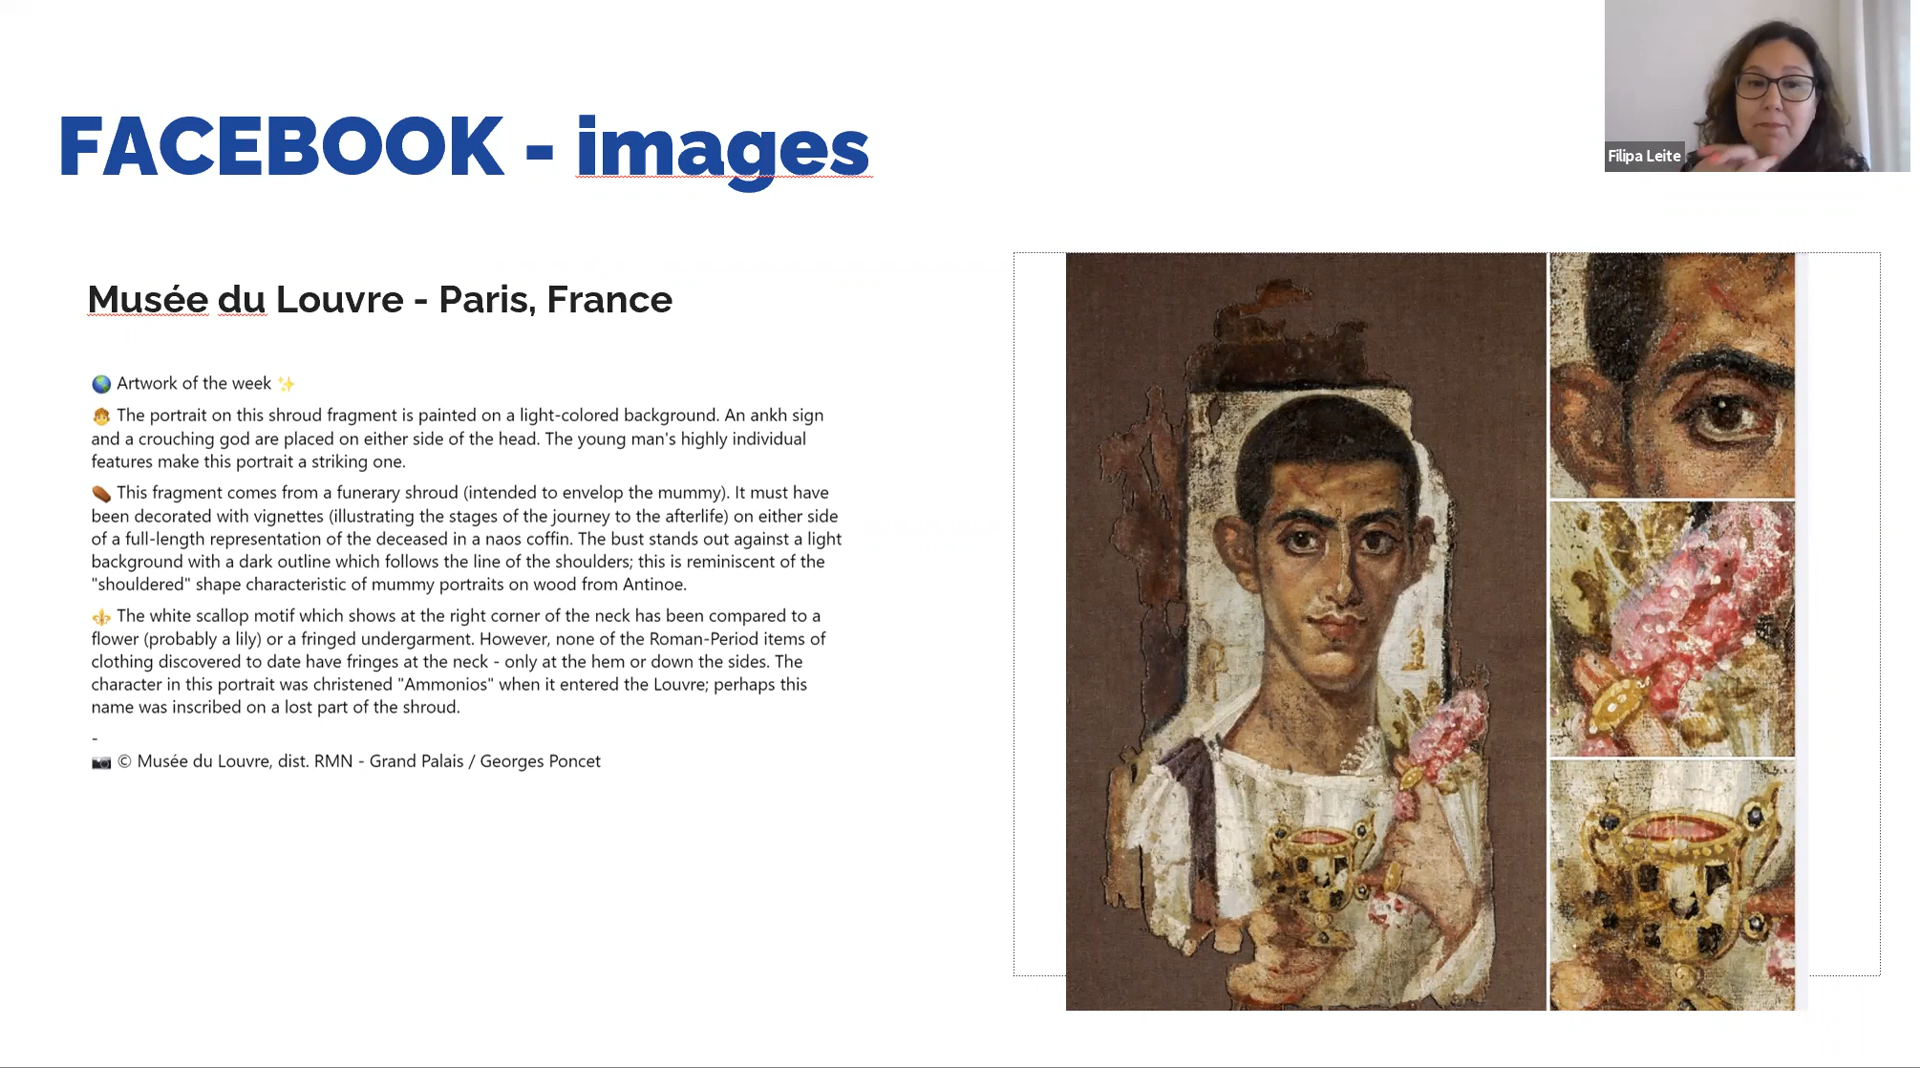 FACEBOOK - images
Filipa Leite
Musée du Louvre - Paris, France
🌎 Artwork of the week ✨
👧 The portrait on this shroud fragment is painted on a light-colored background. An ankh sign
and a crouching god are placed on either side of the head. The young man's highly individual
features make this portrait a striking one.
⚰️ This fragment comes from a funerary shroud (intended to envelop the mummy). It must have
been decorated with vignettes (illustrating the stages of the journey to the afterlife) on either side
of a full-length representation of the deceased in a naos coffin. The bust stands out against a light
background with a dark outline which follows the line of the shoulders; this is reminiscent of the
"shouldered" shape characteristic of mummy portraits on wood from Antinoe.
⚜️ The white scallop motif which shows at the right corner of the neck has been compared to a
flower (probably a lily) or a fringed undergarment. However, none of the Roman-Period items of
clothing discovered to date have fringes at the neck - only at the hem or down the sides. The
character in this portrait was christened "Ammonios" when it entered the Louvre; perhaps this
name was inscribed on a lost part of the shroud.
-
📷 © Musée du Louvre, dist. RMN - Grand Palais / Georges Poncet